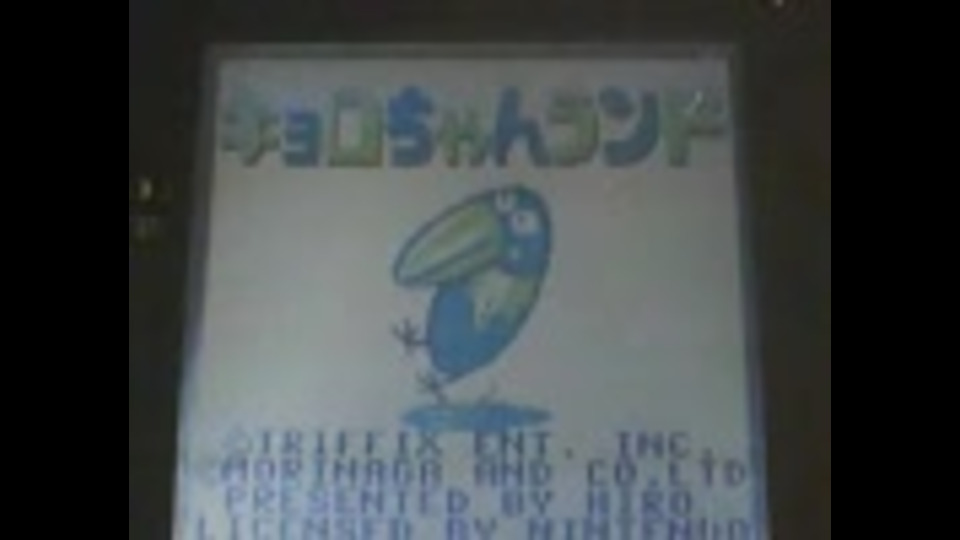 キョロちゃんランド
©TRIFFIX ENT. INC.
©MORINAGA AND CO.LTD
PRESENTED BY HIRO
LICENSED BY NINTENDO